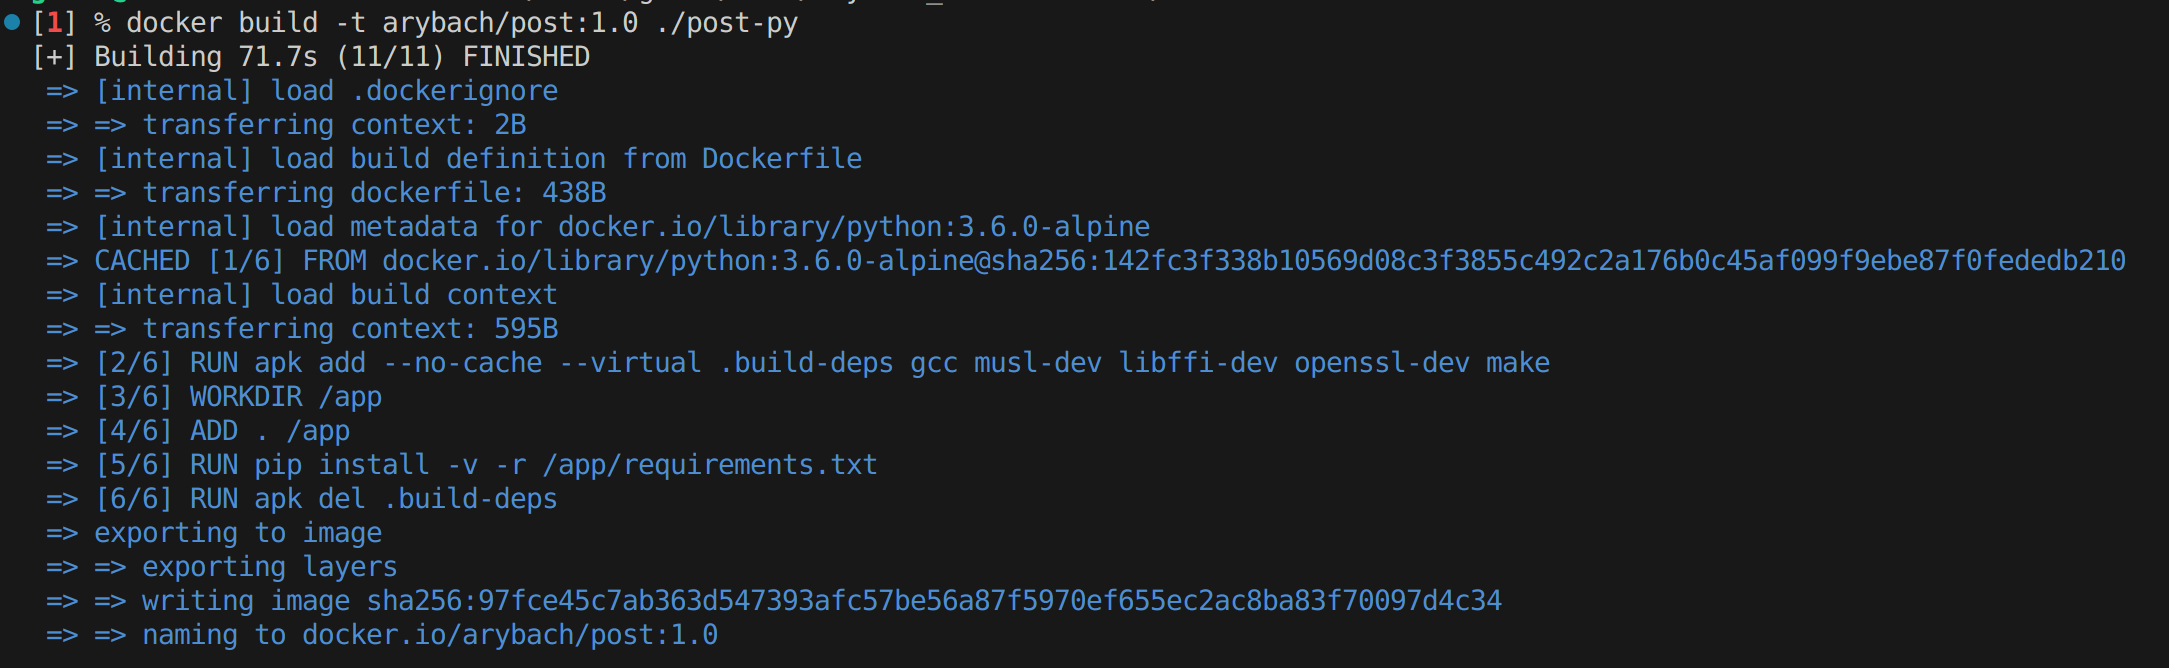 [1] % docker build -t arybach/post:1.0 ./post-py
[+] Building 71.7s (11/11) FINISHED
=> [internal] load .dockerignore
=> => transferring context: 2B
=> [internal] load build definition from Dockerfile
=> => transferring dockerfile: 438B
=> [internal] load metadata for docker.io/library/python:3.6.0-alpine
=> CACHED [1/6] FROM docker.io/library/python:3.6.0-alpine@sha256:142fc3f338b10569d08c3f3855c492c2a176b0c45af099f9ebe87f0fededb210
=> [internal] load build context
=> => transferring context: 595B
=> [2/6] RUN apk add --no-cache --virtual .build-deps gcc musl-dev libffi-dev openssl-dev make
=> [3/6] WORKDIR /app
=> [4/6] ADD . /app
=> [5/6] RUN pip install -v -r /app/requirements.txt
=> [6/6] RUN apk del .build-deps
=> exporting to image
=> => exporting layers
=> => writing image sha256:97fce45c7ab363d547393afc57be56a87f5970ef655ec2ac8ba83f70097d4c34
=> => naming to docker.io/arybach/post:1.0